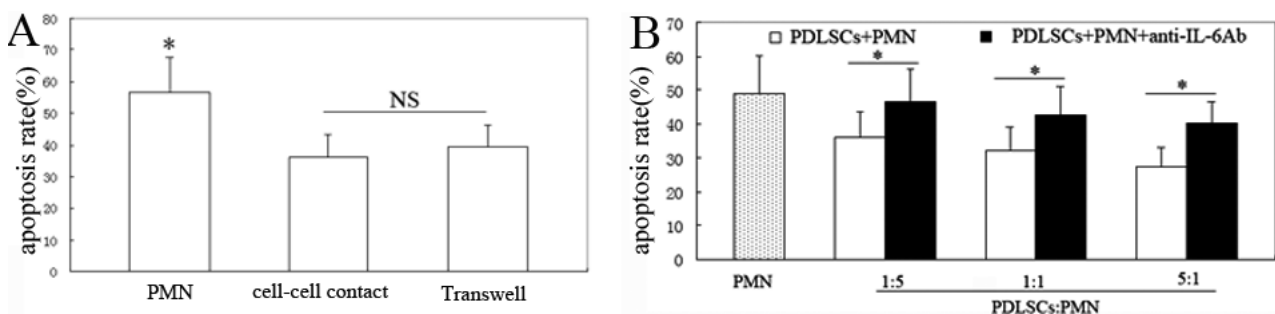 A
apoptosis rate(%)
80
70
60
50
40
30
20
10
0
*
NS
PMN
cell-cell contact
Transwell
B
apoptosis rate(%)
70
60
50
40
30
20
10
0
PDLSCs+PMN
PDLSCs+PMN+anti-IL-6Ab
*
*
*
PMN
1:5
1:1
5:1
PDLSCs:PMN